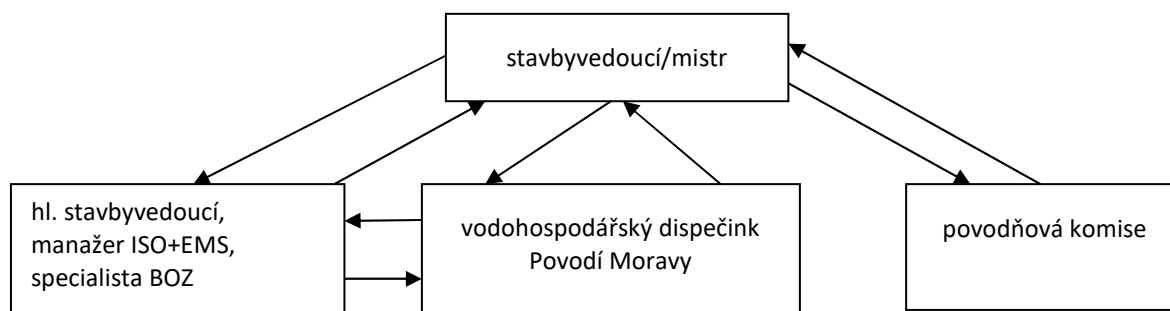 stavbyvedoucí/mistr
hl. stavbyvedoucí,
manažer ISO+EMS,
specialista BOZ
vodohospodářský dispečink
Povodí Moravy
povodňová komise